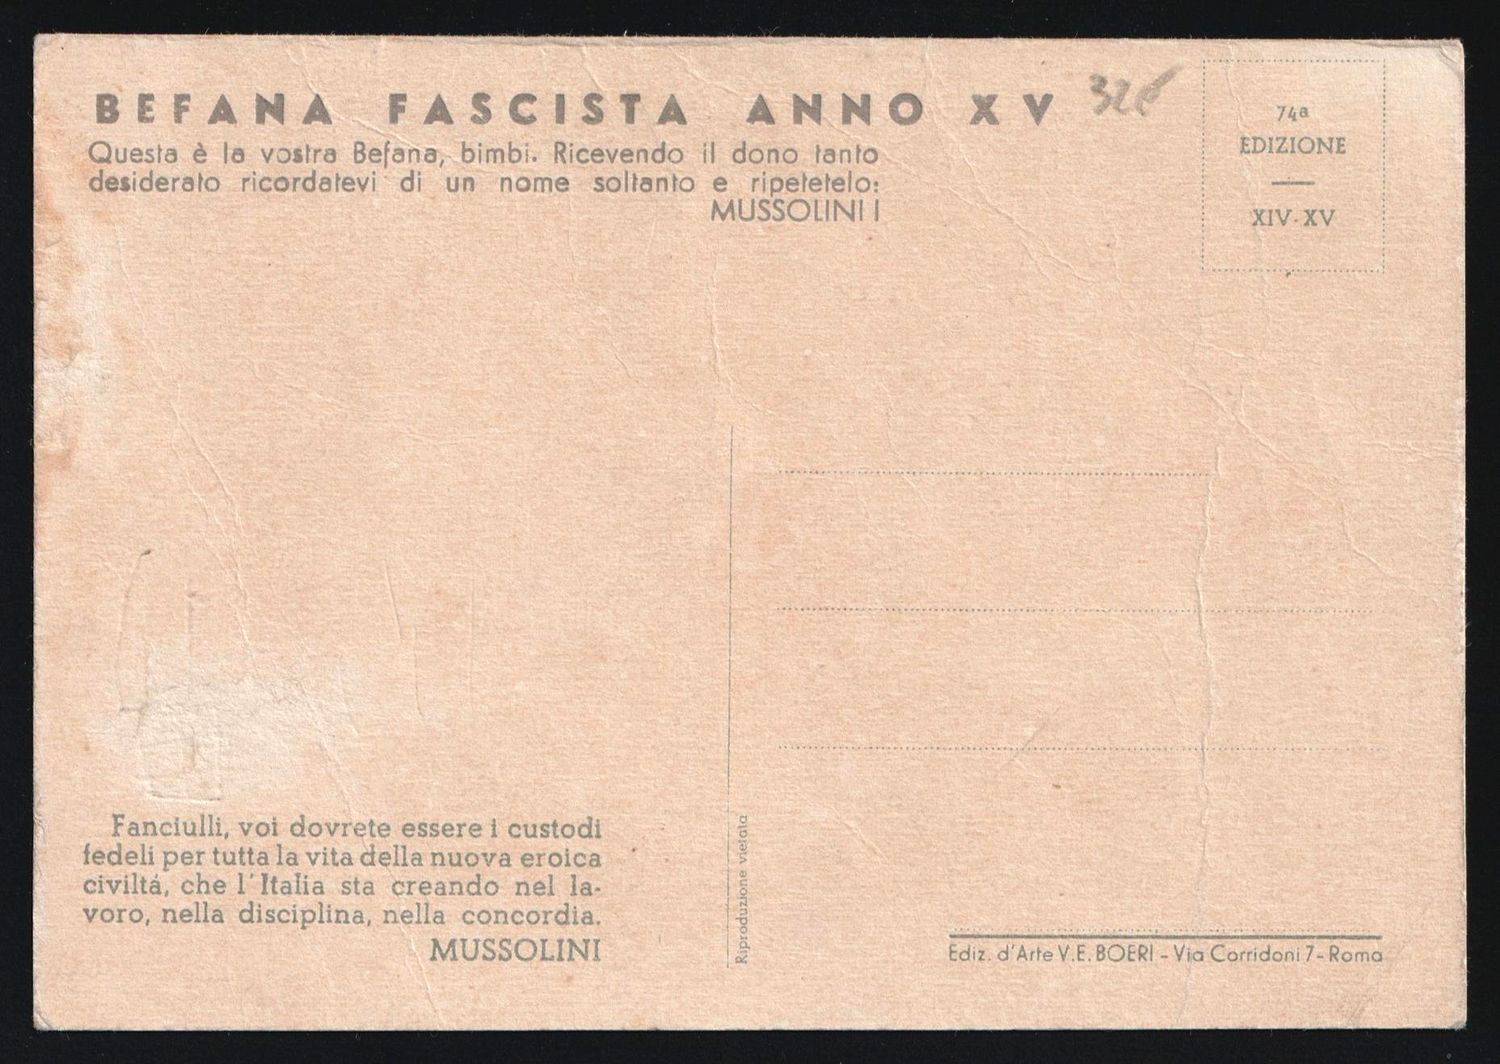 BEFANA FASCISTA ANNO XV
Questa è la vostra Befana, bimbi. Ricevendo il dono tanto
desiderato ricordatevi di un nome soltanto e ripetetelo:
MUSSOLINI !
32€
74a
EDIZIONE
XIV-XV
Fanciulli, voi dovrete essere i custodi
fedeli per tutta la vita della nuova eroica
civiltá, che l'Italia sta creando nel la-
voro, nella disciplina, nella concordia.
MUSSOLINI
Riproduzione vietata
Ediz. d'Arte V.E. BOERI - Via Corridoni 7 - Roma